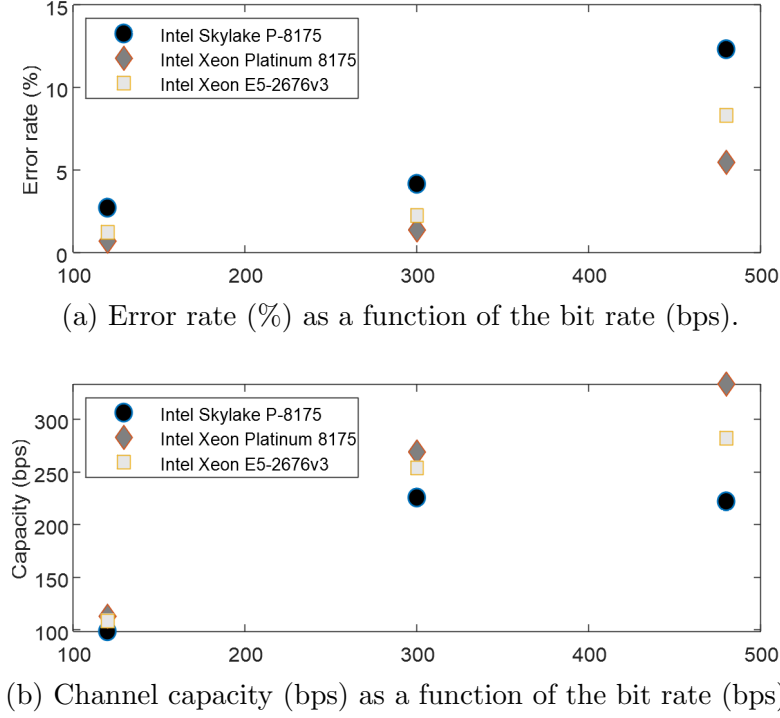 15
Intel Skylake P-8175
Intel Xeon Platinum 8175
Intel Xeon E5-2676v3
10
Error rate (%)
5
0
100 200 300 400 500
(a) Error rate (%) as a function of the bit rate (bps).
Intel Skylake P-8175
300
Intel Xeon Platinum 8175
Intel Xeon E5-2676v3
250
Capacity (bps)
200
150
100
100 200 300 400 500
(b) Channel capacity (bps) as a function of the bit rate (bps)